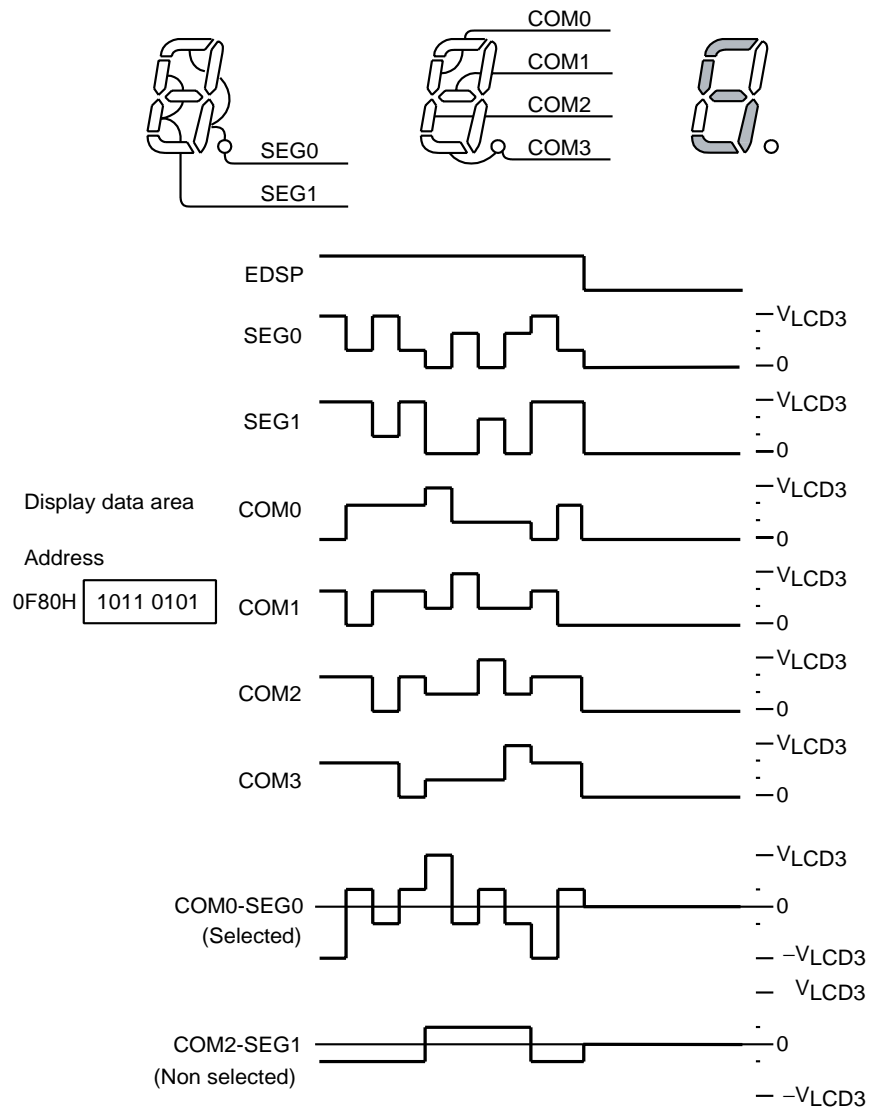 COM0
COM1
COM2
COM3
SEG0
SEG1
EDSP
SEG0
VLCD3
0
SEG1
VLCD3
0
Display data area
COM0
VLCD3
0
Address
0F80H 1011 0101
COM1
VLCD3
0
COM2
VLCD3
0
COM3
VLCD3
0
COM0-SEG0
(Selected)
VLCD3
0
−VLCD3
COM2-SEG1
(Non selected)
VLCD3
0
−VLCD3